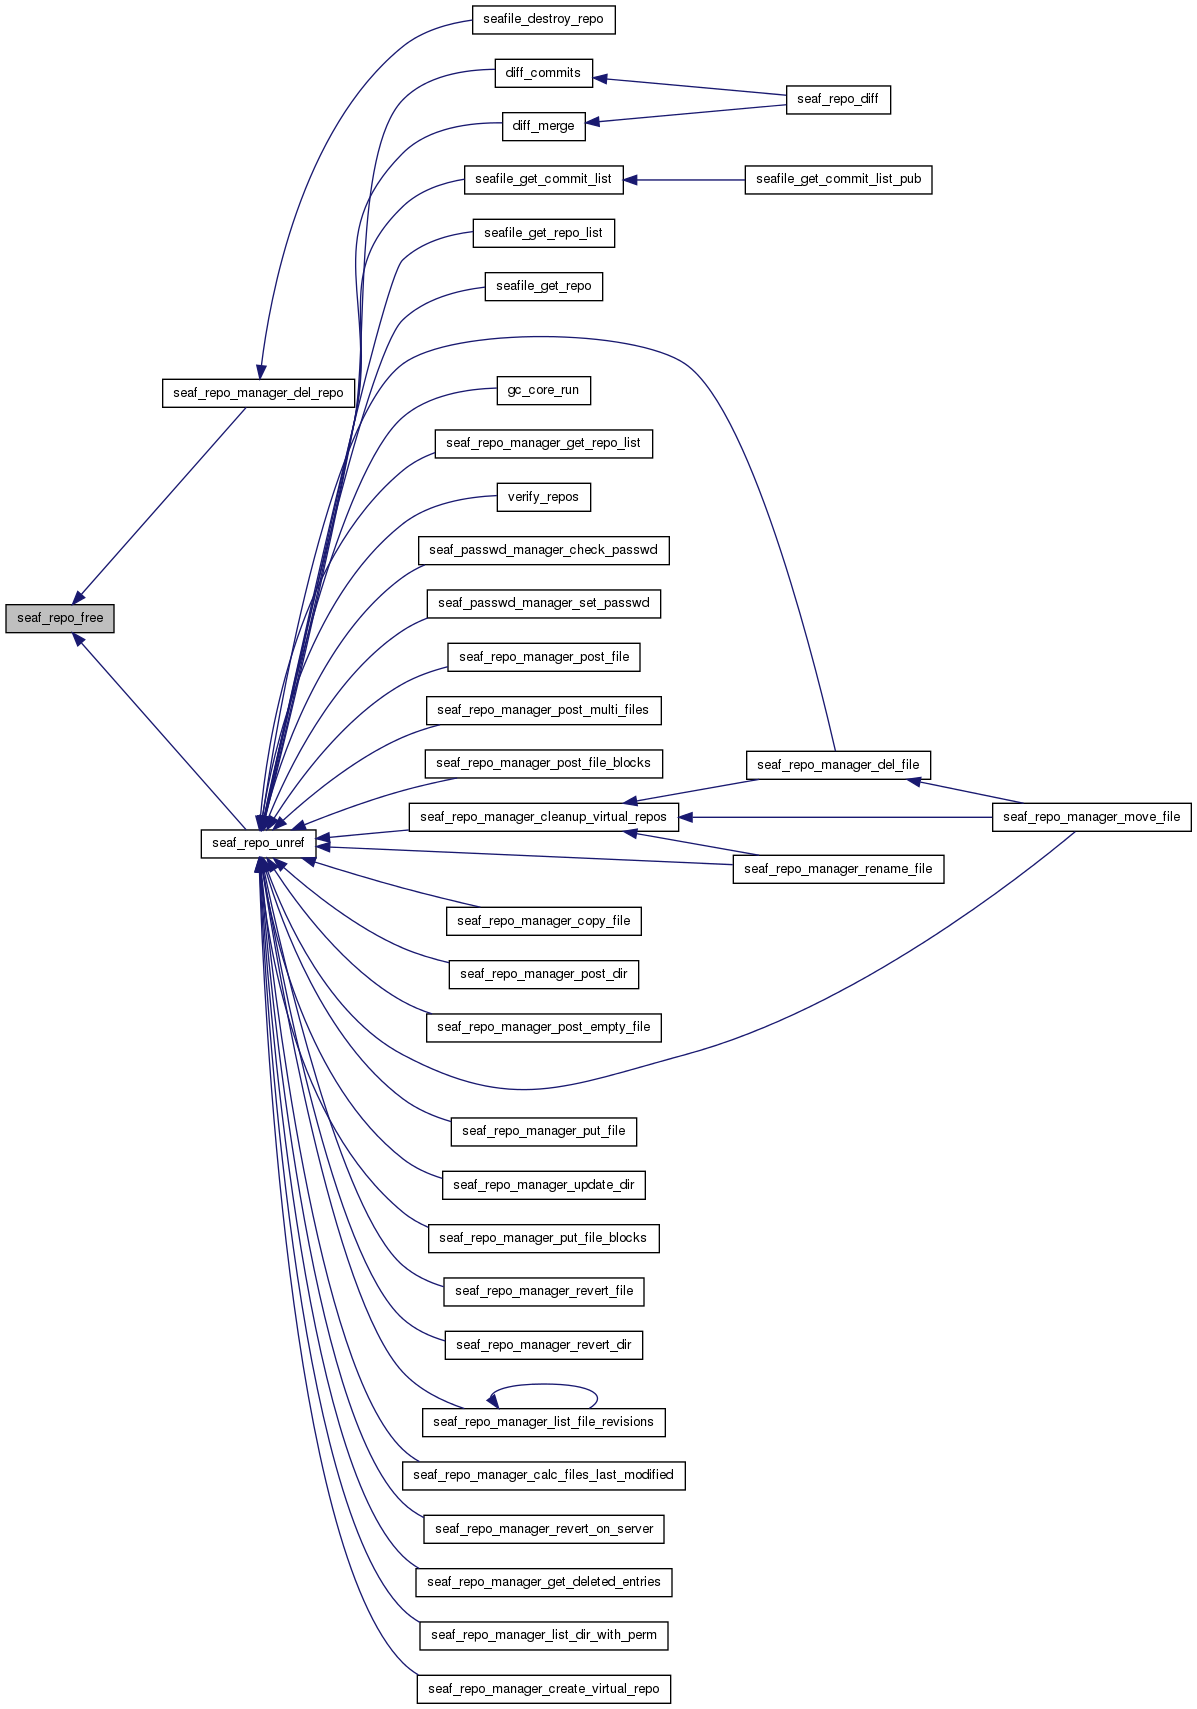 seafile_destroy_repo
diff_commits
seaf_repo_diff
diff_merge
seafile_get_commit_list
seafile_get_commit_list_pub
seafile_get_repo_list
seafile_get_repo
seaf_repo_manager_del_repo
gc_core_run
seaf_repo_manager_get_repo_list
verify_repos
seaf_passwd_manager_check_passwd
seaf_passwd_manager_set_passwd
seaf_repo_free
seaf_repo_manager_post_file
seaf_repo_manager_post_multi_files
seaf_repo_manager_post_file_blocks
seaf_repo_manager_del_file
seaf_repo_manager_cleanup_virtual_repos
seaf_repo_manager_move_file
seaf_repo_unref
seaf_repo_manager_rename_file
seaf_repo_manager_copy_file
seaf_repo_manager_post_dir
seaf_repo_manager_post_empty_file
seaf_repo_manager_put_file
seaf_repo_manager_update_dir
seaf_repo_manager_put_file_blocks
seaf_repo_manager_revert_file
seaf_repo_manager_revert_dir
seaf_repo_manager_list_file_revisions
seaf_repo_manager_calc_files_last_modified
seaf_repo_manager_revert_on_server
seaf_repo_manager_get_deleted_entries
seaf_repo_manager_list_dir_with_perm
seaf_repo_manager_create_virtual_repo